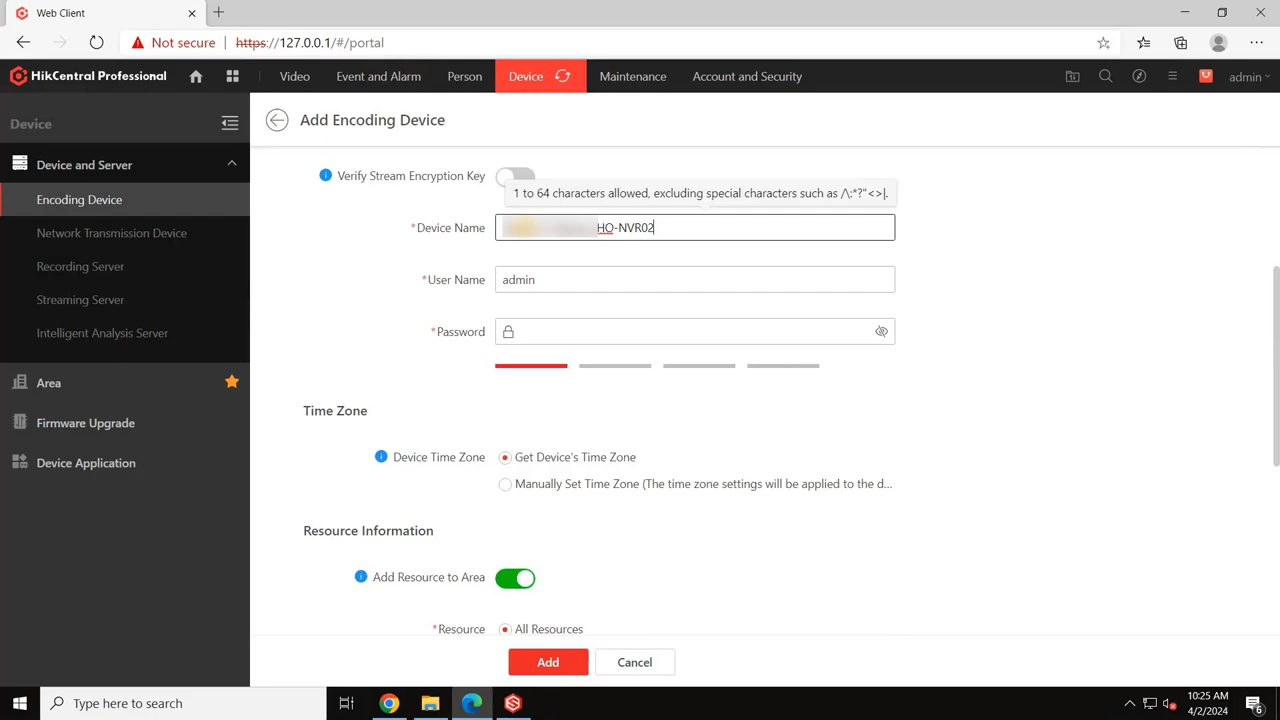 Web Client
Not secure https://127.0.0.1/#/portal
HikCentral Professional Video Event and Alarm Person Device Maintenance Account and Security admin
Device
Device and Server
Encoding Device
Network Transmission Device
Recording Server
Streaming Server
Intelligent Analysis Server
Area
Firmware Upgrade
Device Application
Add Encoding Device
Verify Stream Encryption Key
1 to 64 characters allowed, excluding special characters such as /\:*?"<>|.
*Device Name HO-NVR02
*User Name admin
*Password
Time Zone
Device Time Zone Get Device's Time Zone
Manually Set Time Zone (The time zone settings will be applied to the d...
Resource Information
Add Resource to Area
*Resource All Resources
Add Cancel
Type here to search
10:25 AM
4/2/2024
6